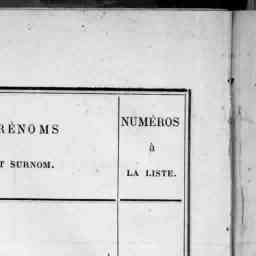 RÉNOMS
T SURNOM.
NUMÉROS
à
LA LISTE.